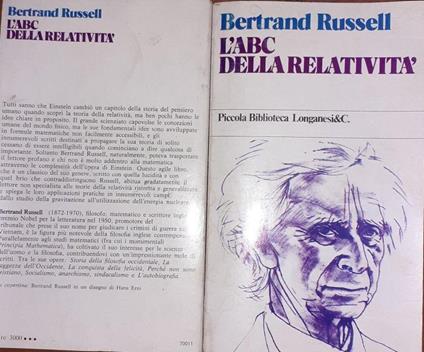 Bertrand Russell
L'ABC
DELLA RELATIVITA'
Tutti sanno che Einstein cambiò un capitolo della storia del pensiero
umano quando scoprì la storia della relatività, ma ben pochi hanno le
idee chiare in proposito. Il grande scienziato capovolse le concezioni
umane del mondo fisico, ma le sue fondamentali idee sono sviluppate
in formule matematiche non facilmente accessibili, e gli
innumerevoli scritti destinati a propagare la sua teoria di solito
cessano di essere intelligibili quando cominciano a dire qualcosa di
importante. Soltanto Bertrand Russell, naturalmente, poteva trasportare
il lettore profano e chi non è molto addentro alla matematica
attraverso le complessità dell'opera di Einstein. Questo agile libro,
che è un classico del suo genere, scritto con quella lucidità e con
quel brio che contraddistinguono Russell, abitua gradatamente il
lettore non specialista alle teorie della relatività ristretta e generalizzata
e spiega le loro applicazioni pratiche in innumerevoli campi
dallo studio della gravitazione all'utilizzazione dell'energia nucleare.
Bertrand Russell (1872-1970), filosofo, matematico e scrittore inglese
premio Nobel per la letteratura nel 1950, promotore del
Tribunale che prese il suo nome per giudicare i crimini di guerra nel
Vietnam, è la figura più notevole della filosofia inglese contemporanea
Parallelamente agli studi matematici (fra cui i monumentali
Principia Mathematica), ha coltivato il suo interesse per le scienze
dell'uomo e la filosofia, contribuendovi con un'impressionante mole di
scritti. Tra le sue opere: Storia della filosofia occidentale, La
saggezza dell'Occidente, La conquista della felicità, Perché non sono
cristiano, Socialismo, anarchismo, sindacalismo e L'autobiografia.
In copertina: Bertrand Russell in un disegno di Hans Erni
re 3000
70011
Bertrand Russell
L'ABC
DELLA RELATIVITA'
Piccola Biblioteca Longanesi & C.